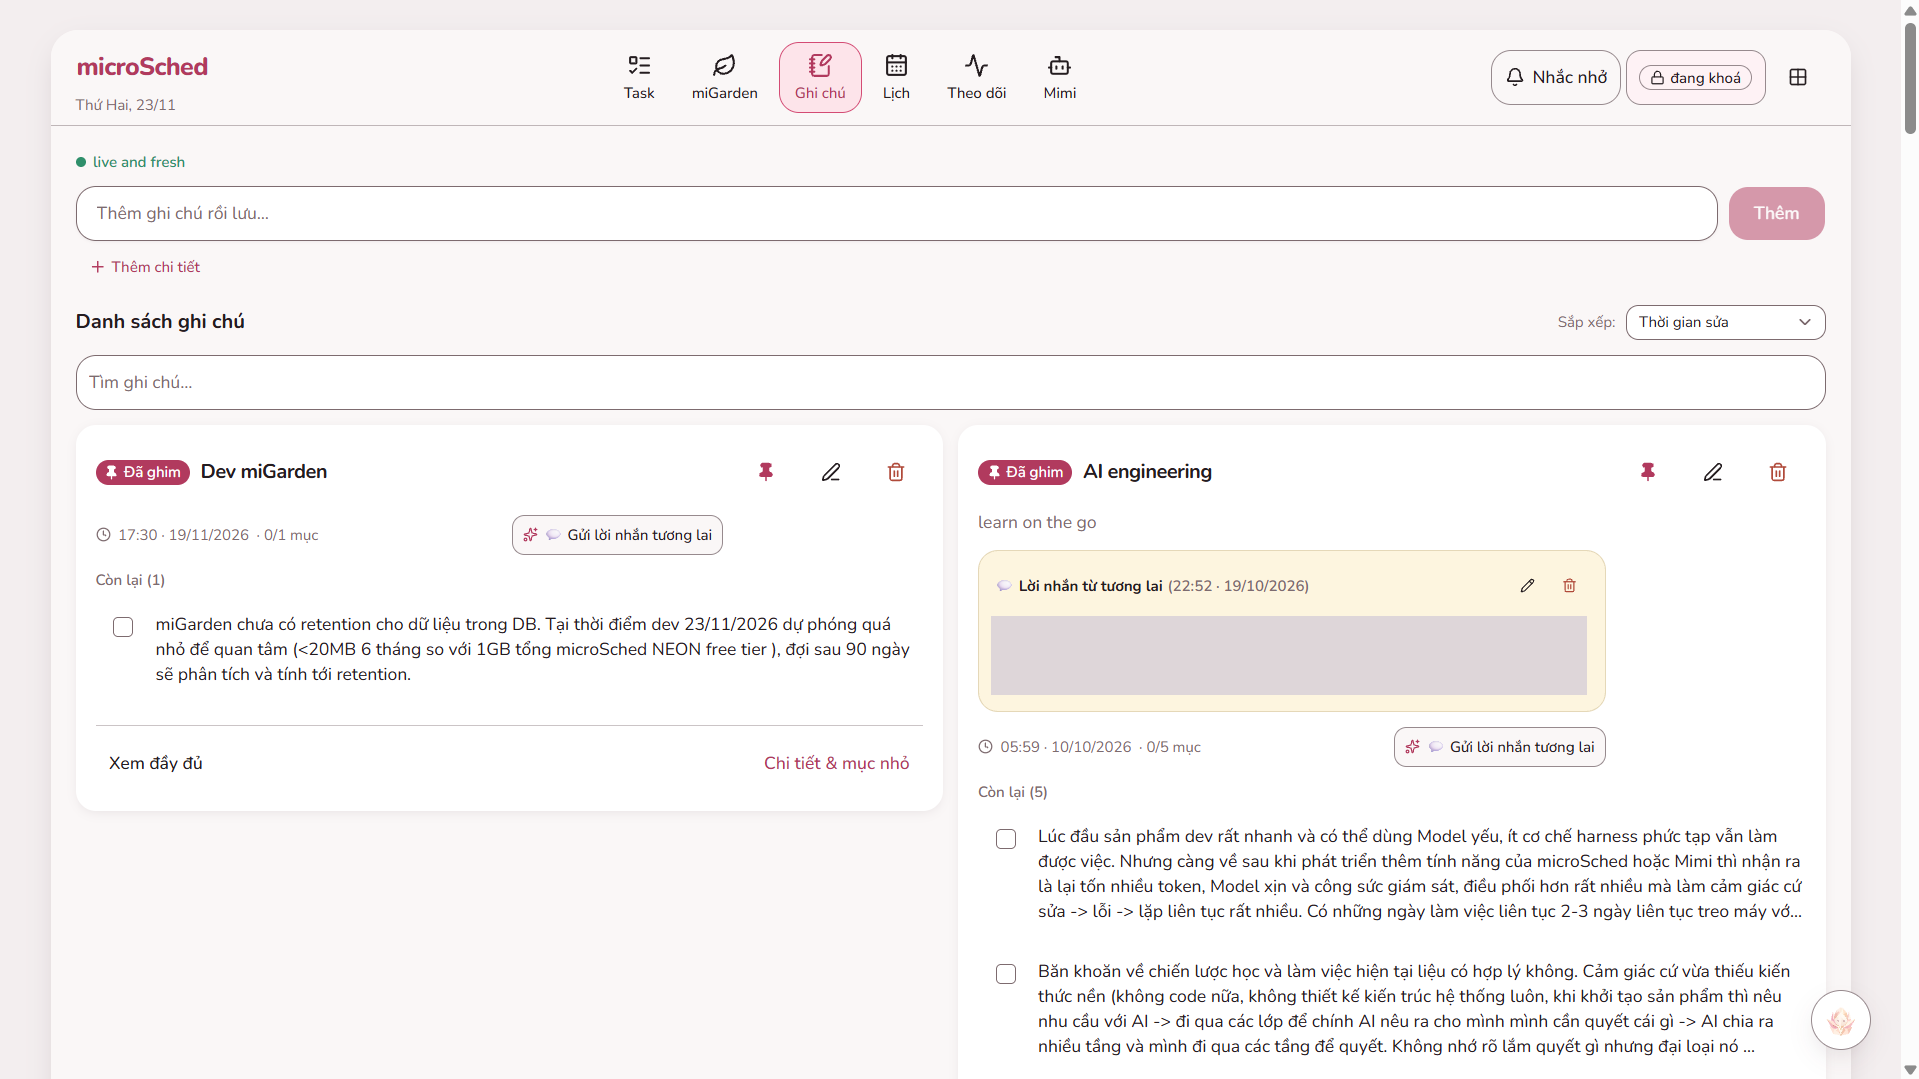 microSched
Thứ Hai, 23/11
Task
miGarden
Ghi chú
Lịch
Theo dõi
Mimi
Nhắc nhở
đang khoá
live and fresh
Thêm ghi chú rồi lưu...
Thêm
+ Thêm chi tiết
Danh sách ghi chú
Sắp xếp:
Thời gian sửa
Tìm ghi chú...
Đã ghim
Dev miGarden
17:30 · 19/11/2026 · 0/1 mục
Gửi lời nhắn tương lai
Còn lại (1)
miGarden chưa có retention cho dữ liệu trong DB. Tại thời điểm dev 23/11/2026 dự phóng quá
nhỏ để quan tâm (<20MB 6 tháng so với 1GB tổng microSched NEON free tier ), đợi sau 90 ngày
sẽ phân tích và tính tới retention.
Xem đầy đủ
Chi tiết & mục nhỏ
Đã ghim
AI engineering
learn on the go
Lời nhắn từ tương lai (22:52 · 19/10/2026)
05:59 · 10/10/2026 · 0/5 mục
Gửi lời nhắn tương lai
Còn lại (5)
Lúc đầu sản phẩm dev rất nhanh và có thể dùng Model yếu, ít cơ chế harness phức tạp vẫn làm
được việc. Nhưng càng về sau khi phát triển thêm tính năng của microSched hoặc Mimi thì nhận ra
là lại tốn nhiều token, Model xịn và công sức giám sát, điều phối hơn rất nhiều mà làm cảm giác cứ
sửa -> lỗi -> lặp liên tục rất nhiều. Có những ngày làm việc liên tục 2-3 ngày liên tục treo máy vớ...
Băn khoăn về chiến lược học và làm việc hiện tại liệu có hợp lý không. Cảm giác cứ vừa thiếu kiến
thức nền (không code nữa, không thiết kế kiến trúc hệ thống luôn, khi khởi tạo sản phẩm thì nêu
nhu cầu với AI -> đi qua các lớp để chính AI nêu ra cho mình mình cần quyết cái gì -> AI chia ra
nhiều tầng và mình đi qua các tầng để quyết. Không nhớ rõ lắm quyết gì nhưng đại loại nó ...